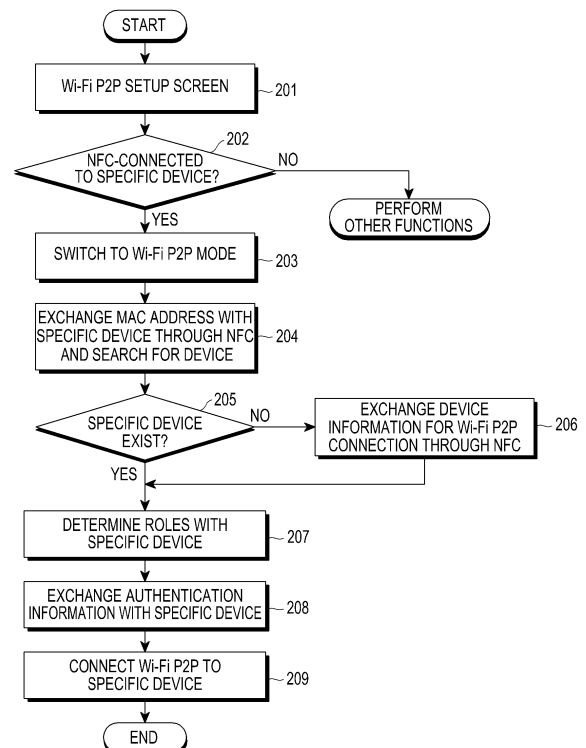 START
Wi-Fi P2P SETUP SCREEN
201
202
NFC-CONNECTED
TO SPECIFIC DEVICE?
NO
PERFORM
OTHER FUNCTIONS
YES
SWITCH TO Wi-Fi P2P MODE
203
EXCHANGE MAC ADDRESS WITH
SPECIFIC DEVICE THROUGH NFC
AND SEARCH FOR DEVICE
204
205
SPECIFIC DEVICE
EXIST?
NO
EXCHANGE DEVICE
INFORMATION FOR Wi-Fi P2P
CONNECTION THROUGH NFC
206
YES
DETERMINE ROLES WITH
SPECIFIC DEVICE
207
EXCHANGE AUTHENTICATION
INFORMATION WITH SPECIFIC DEVICE
208
CONNECT Wi-Fi P2P TO
SPECIFIC DEVICE
209
END